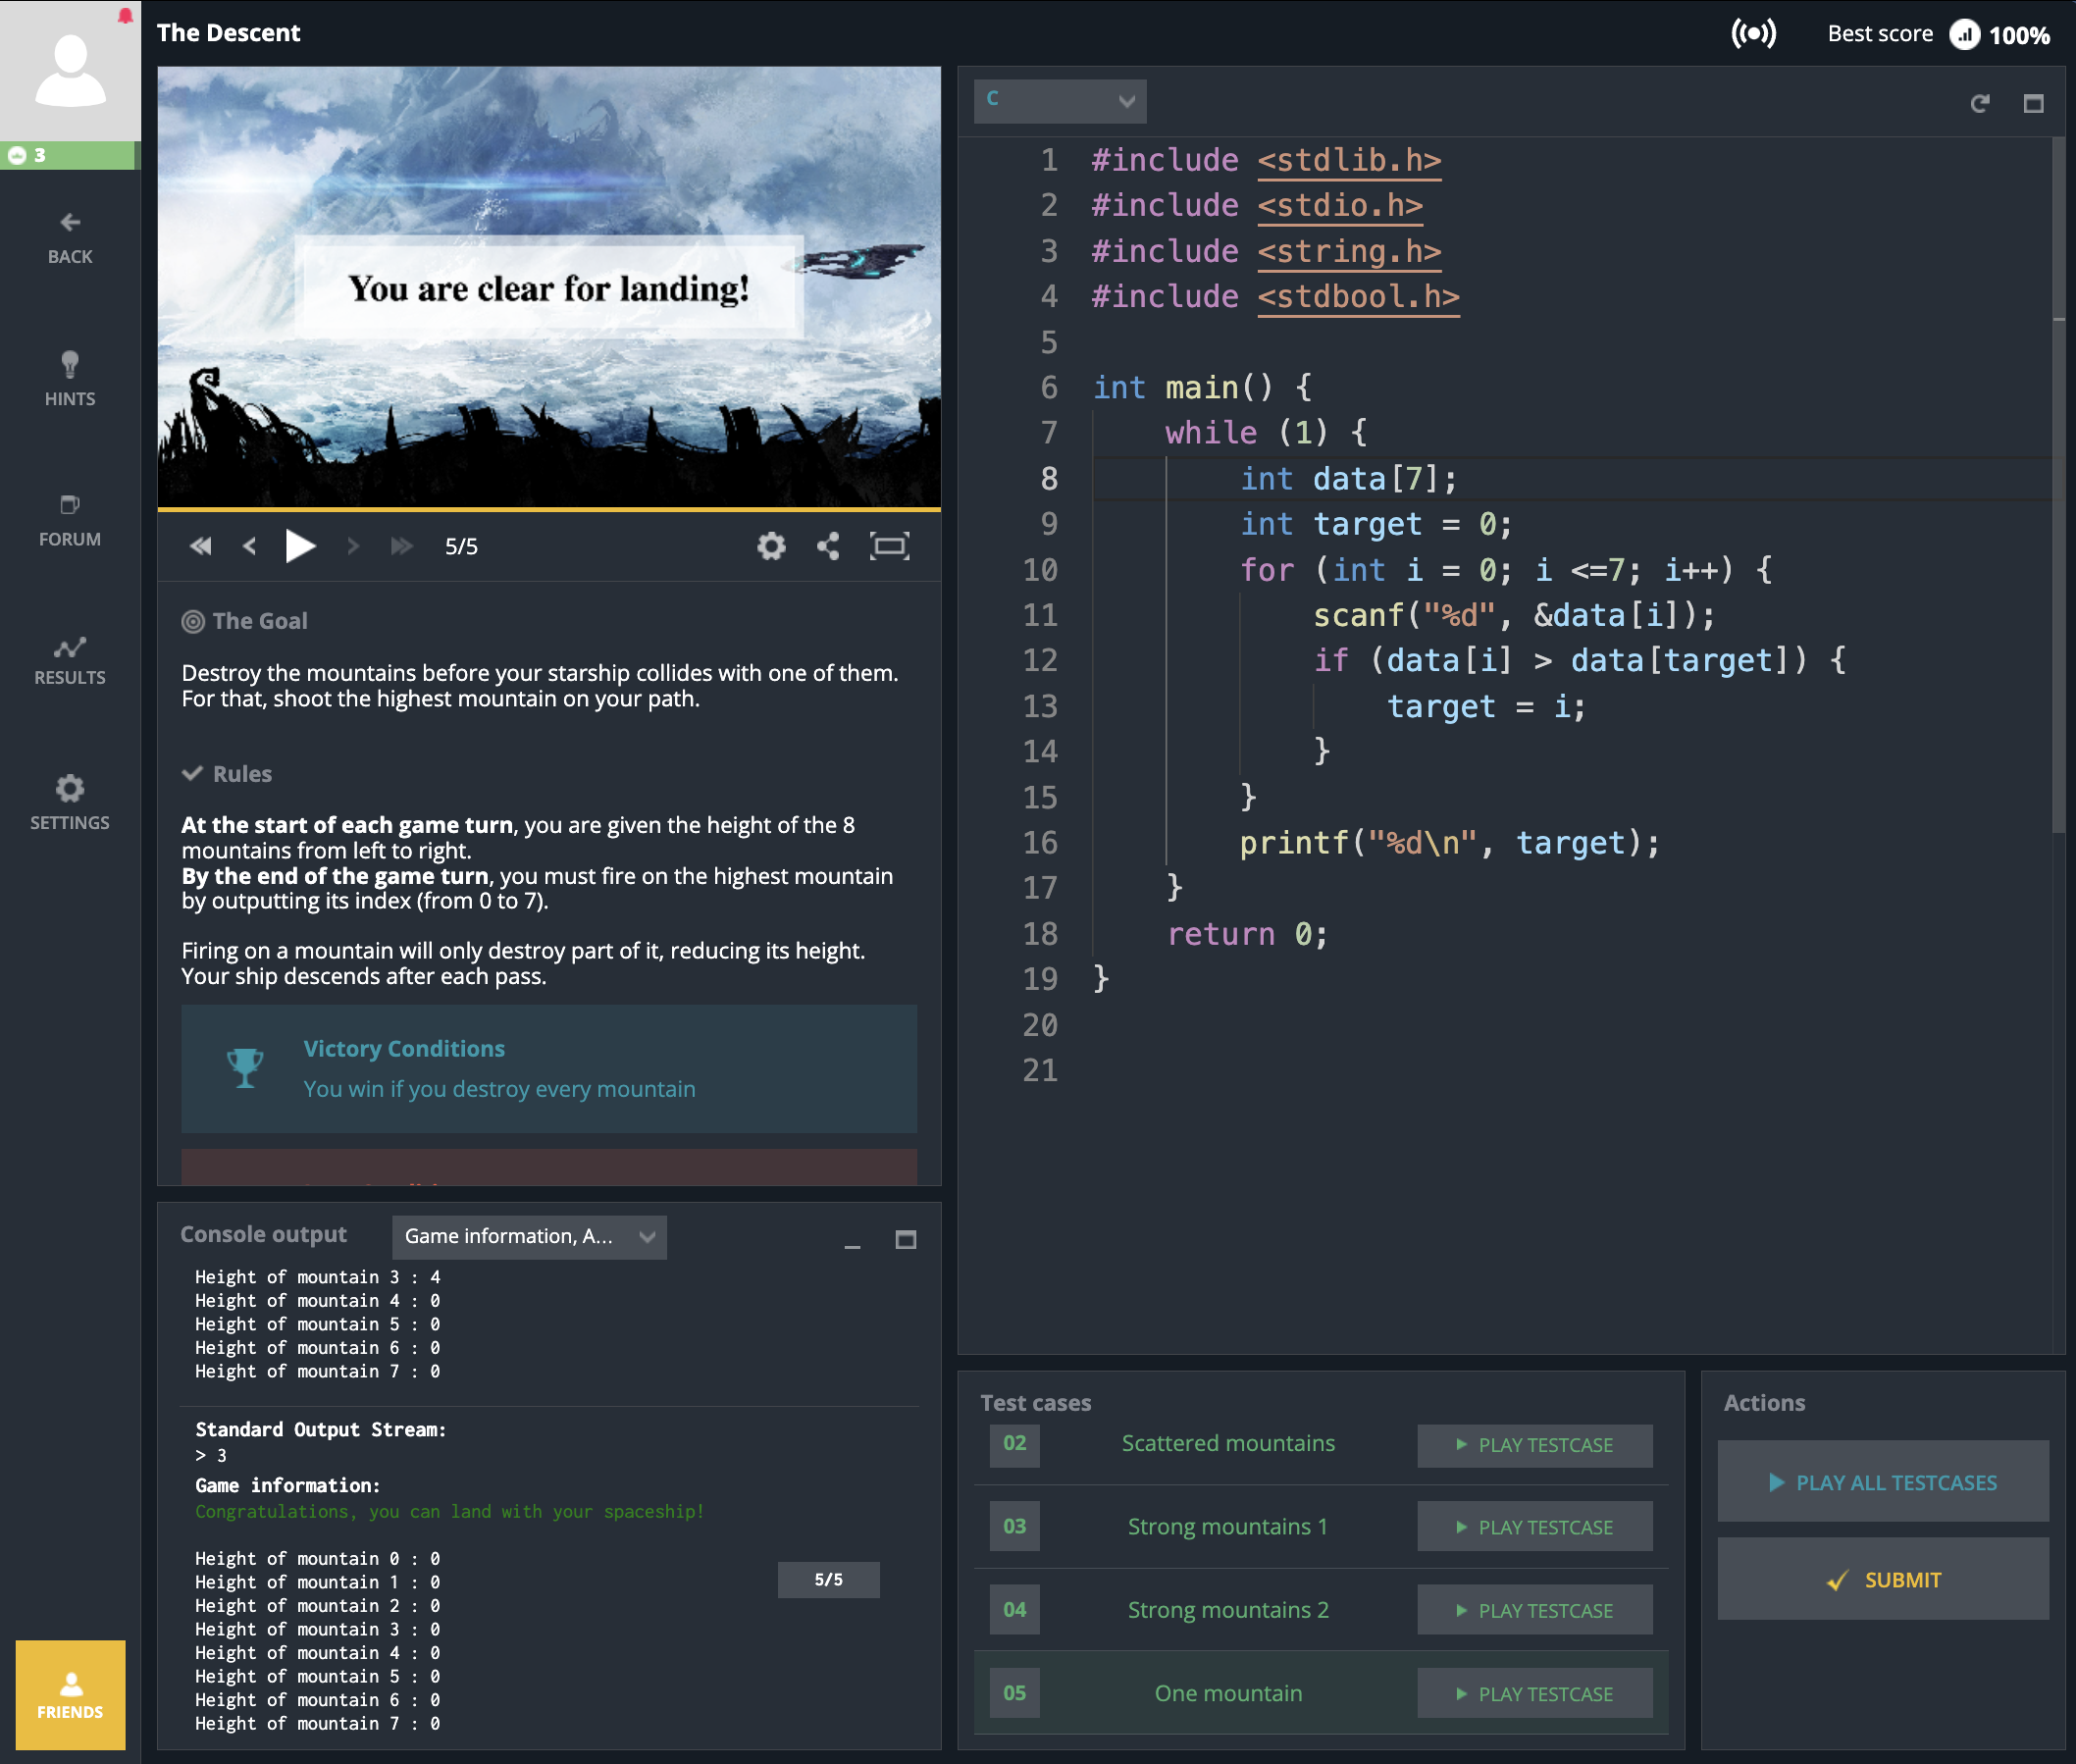 The Descent
Best score 100%
3
BACK
HINTS
FORUM
RESULTS
SETTINGS
FRIENDS
You are clear for landing!
5/5
The Goal
Destroy the mountains before your starship collides with one of them.
For that, shoot the highest mountain on your path.
Rules
At the start of each game turn, you are given the height of the 8
mountains from left to right.
By the end of the game turn, you must fire on the highest mountain
by outputting its index (from 0 to 7).
Firing on a mountain will only destroy part of it, reducing its height.
Your ship descends after each pass.
Victory Conditions
You win if you destroy every mountain
Console output
Game information, A...
Height of mountain 3 : 4
Height of mountain 4 : 0
Height of mountain 5 : 0
Height of mountain 6 : 0
Height of mountain 7 : 0
Standard Output Stream:
> 3
Game information:
Congratulations, you can land with your spaceship!
Height of mountain 0 : 0
Height of mountain 1 : 0
Height of mountain 2 : 0
Height of mountain 3 : 0
Height of mountain 4 : 0
Height of mountain 5 : 0
Height of mountain 6 : 0
Height of mountain 7 : 0
5/5
C
1 #include <stdlib.h>
2 #include <stdio.h>
3 #include <string.h>
4 #include <stdbool.h>
5
6 int main() {
7     while (1) {
8         int data[7];
9         int target = 0;
10         for (int i = 0; i <=7; i++) {
11             scanf("%d", &data[i]);
12             if (data[i] > data[target]) {
13                 target = i;
14             }
15         }
16         printf("%d\n", target);
17     }
18     return 0;
19 }
20
21
Test cases
02 Scattered mountains PLAY TESTCASE
03 Strong mountains 1 PLAY TESTCASE
04 Strong mountains 2 PLAY TESTCASE
05 One mountain PLAY TESTCASE
Actions
PLAY ALL TESTCASES
SUBMIT